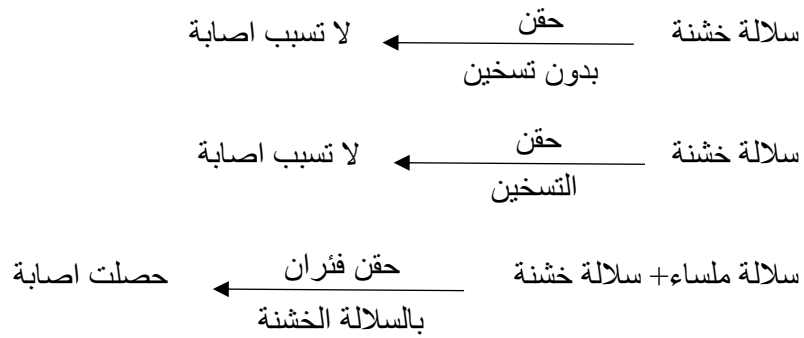 حقن
سلالة خشنة لا تسبب اصابة
بدون تسخين
حقن
سلالة خشنة لا تسبب اصابة
التسخين
حقن فئران
سلالة ملساء+ سلالة خشنة حصلت اصابة
بالسلالة الخشنة